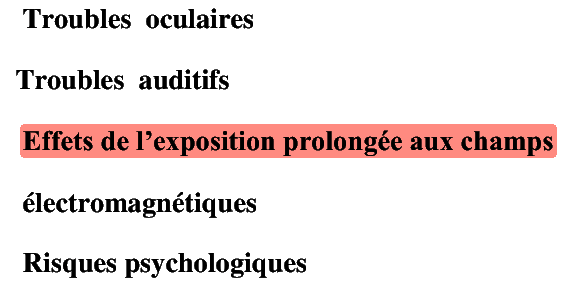 Troubles oculaires
Troubles auditifs
Effets de l’exposition prolongée aux champs
électromagnétiques
Risques psychologiques